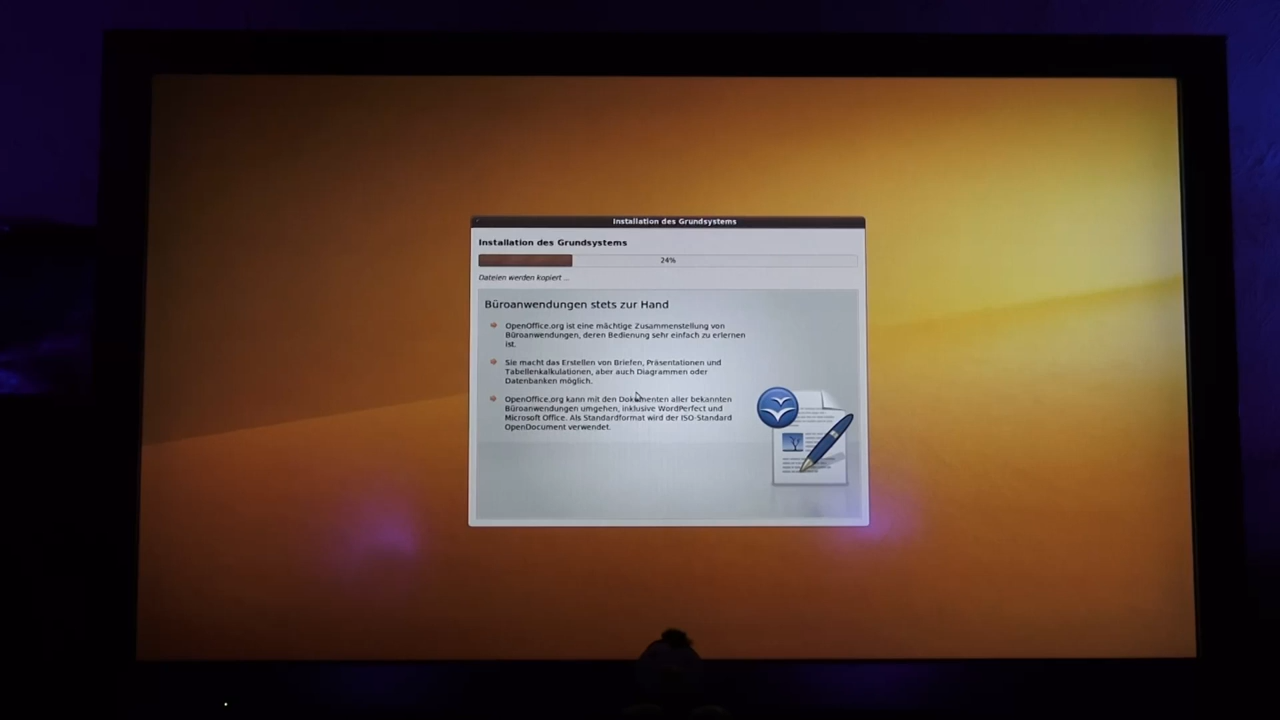 Installation des Grundsystems
Installation des Grundsystems
24%
Dateien werden kopiert ...
Büroanwendungen stets zur Hand
OpenOffice.org ist eine mächtige Zusammenstellung von
Büroanwendungen, deren Bedienung sehr einfach zu erlernen
ist.
Sie macht das Erstellen von Briefen, Präsentationen und
Tabellenkalkulationen, aber auch Diagrammen oder
Datenbanken möglich.
OpenOffice.org kann mit den Dokumenten aller bekannten
Büroanwendungen umgehen, inklusive WordPerfect und
Microsoft Office. Als Standardformat wird der ISO-Standard
OpenDocument verwendet.